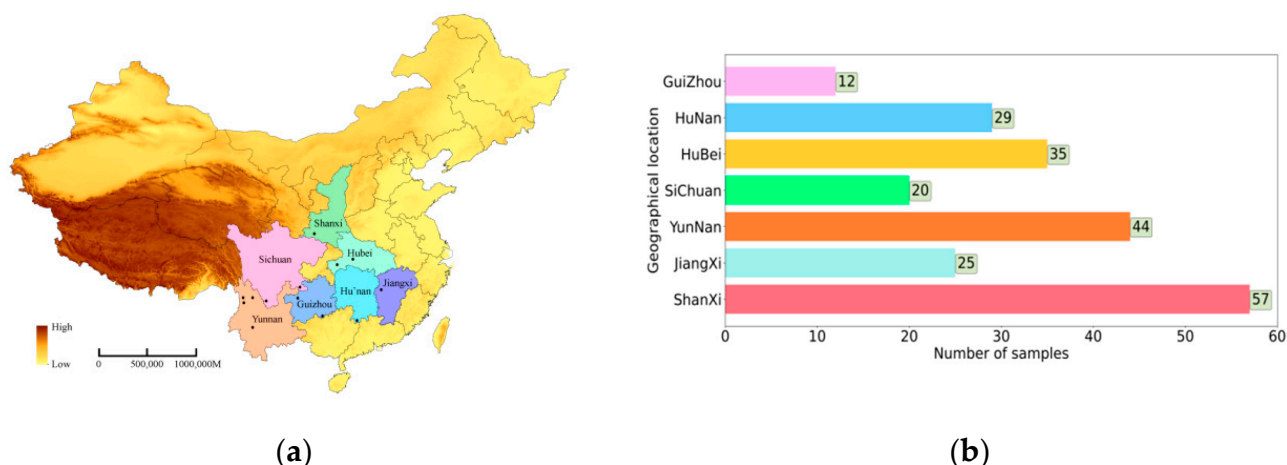 Shanxi
Hubei
Sichuan
Hu`nan
Jiangxi
Guizhou
Yunnan
High
Low
0 500,000 1000,000M
(a)
GuiZhou 12
HuNan 29
HuBei 35
SiChuan 20
YunNan 44
JiangXi 25
ShanXi 57
Geographical location
0 10 20 30 40 50 60
Number of samples
(b)